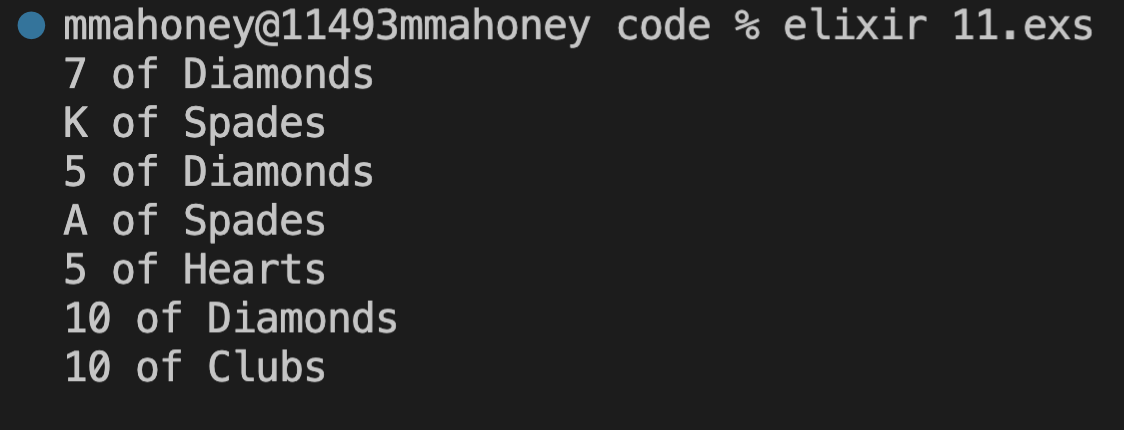 mmahoney@11493mmahoney code % elixir 11.exs
7 of Diamonds
K of Spades
5 of Diamonds
A of Spades
5 of Hearts
10 of Diamonds
10 of Clubs